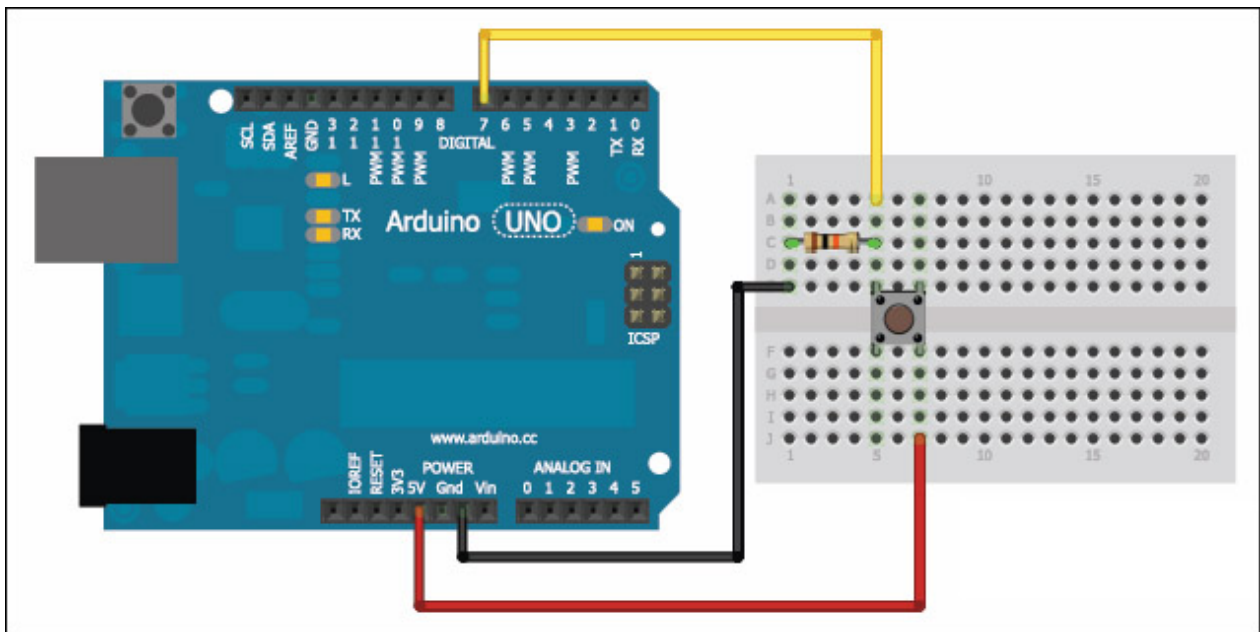 SCL SDA AREF GND 13 12 11 10 9 8 7 6 5 4 3 2 1 0
PWM PWM PWM DIGITAL PWM PWM PWM TX RX
L
TX
RX
Arduino UNO ON
1
ICSP
www.arduino.cc
POWER ANALOG IN
IOREF RESET 3V3 5V Gnd Vin 0 1 2 3 4 5
1 10 15 20
A
B
C
D
F
G
H
I
J
1 5 10 15 20